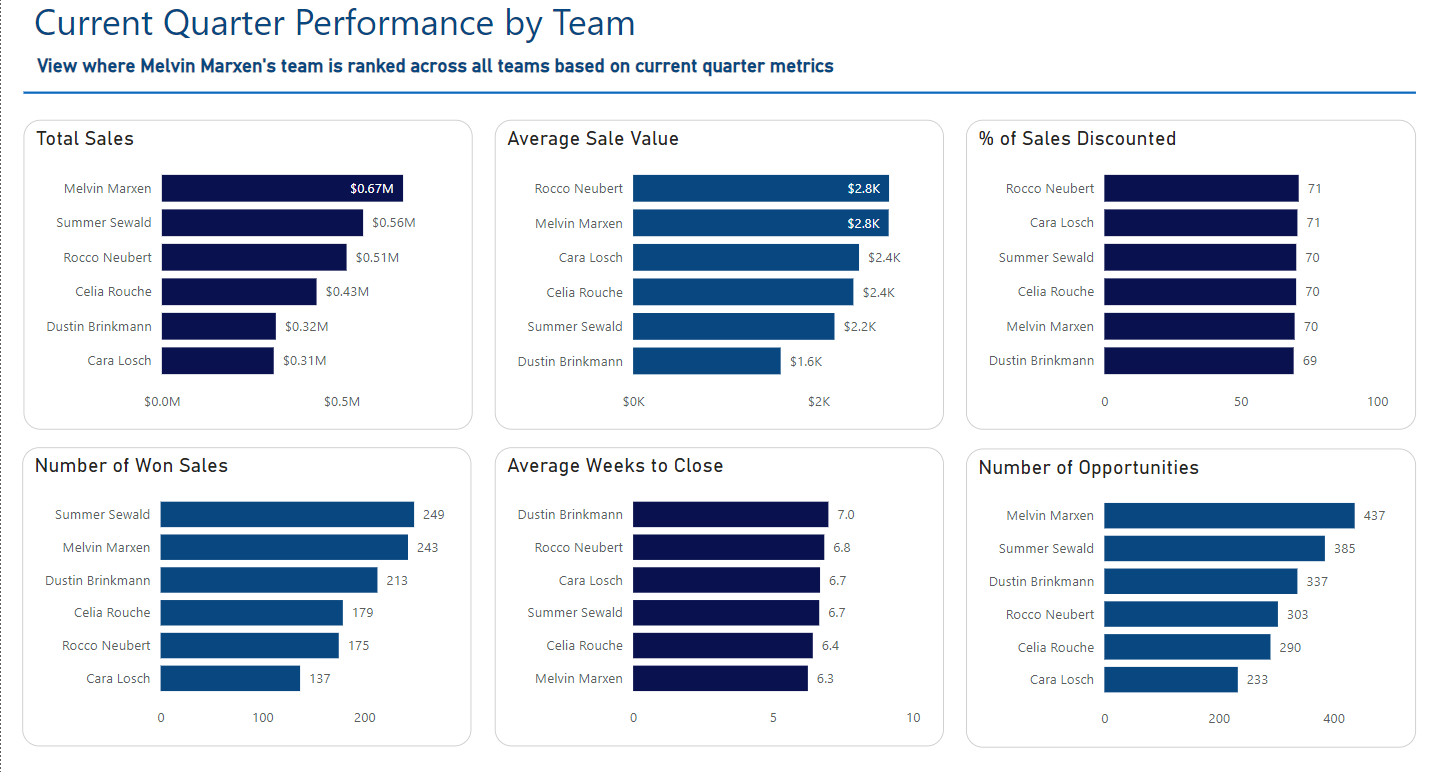 Current Quarter Performance by Team
View where Melvin Marxen's team is ranked across all teams based on current quarter metrics
Total Sales
Melvin Marxen $0.67M
Summer Sewald $0.56M
Rocco Neubert $0.51M
Celia Rouche $0.43M
Dustin Brinkmann $0.32M
Cara Losch $0.31M
$0.0M $0.5M
Average Sale Value
Rocco Neubert $2.8K
Melvin Marxen $2.8K
Cara Losch $2.4K
Celia Rouche $2.4K
Summer Sewald $2.2K
Dustin Brinkmann $1.6K
$0K $2K
% of Sales Discounted
Rocco Neubert 71
Cara Losch 71
Summer Sewald 70
Celia Rouche 70
Melvin Marxen 70
Dustin Brinkmann 69
0 50 100
Number of Won Sales
Summer Sewald 249
Melvin Marxen 243
Dustin Brinkmann 213
Celia Rouche 179
Rocco Neubert 175
Cara Losch 137
0 100 200
Average Weeks to Close
Dustin Brinkmann 7.0
Rocco Neubert 6.8
Cara Losch 6.7
Summer Sewald 6.7
Celia Rouche 6.4
Melvin Marxen 6.3
0 5 10
Number of Opportunities
Melvin Marxen 437
Summer Sewald 385
Dustin Brinkmann 337
Rocco Neubert 303
Celia Rouche 290
Cara Losch 233
0 200 400